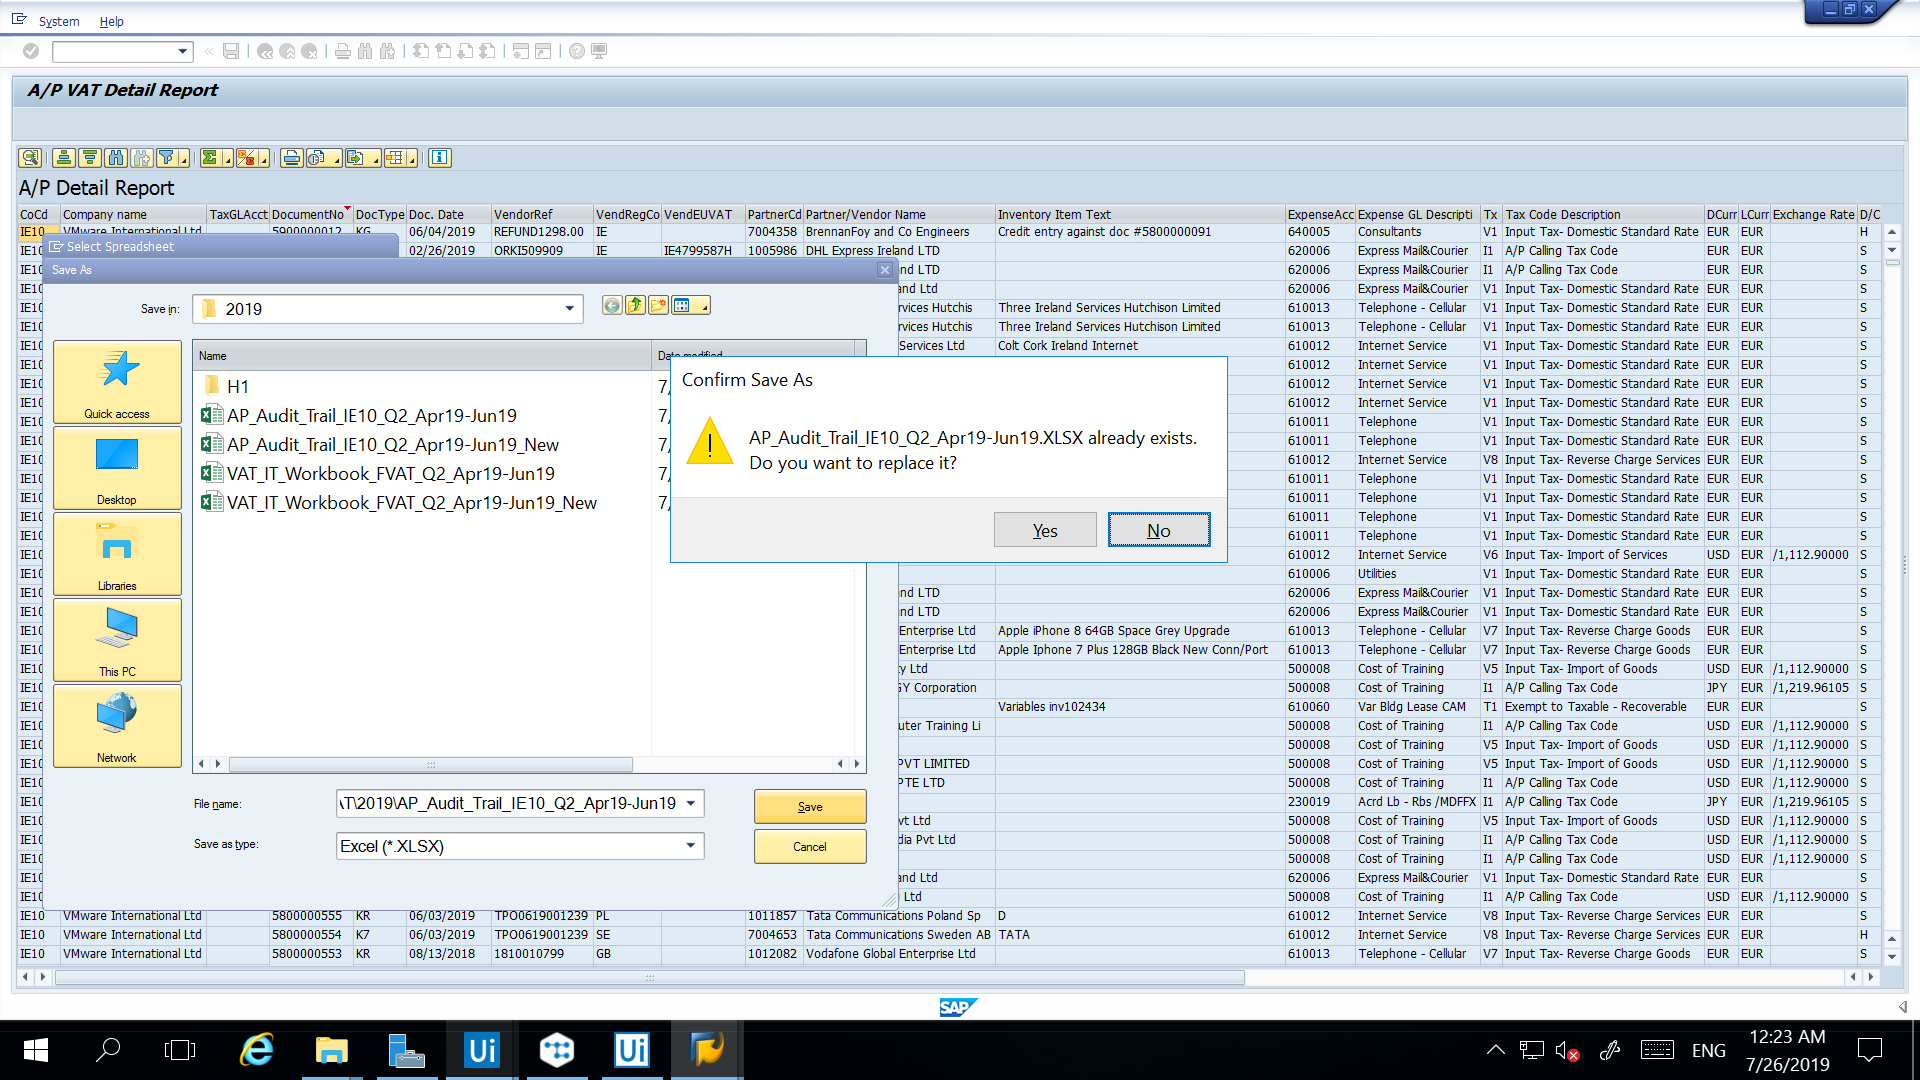 System Help
A/P VAT Detail Report
A/P Detail Report
CoCd Company name TaxGLAcct DocumentNo DocType Doc. Date VendorRef VendRegCo VendEUVAT PartnerCd Partner/Vendor Name Inventory Item Text ExpenseAcc Expense GL Descripti Tx Tax Code Description DCurr LCurr Exchange Rate D/C
IE10 VMware International Ltd 5900000012 KG 06/04/2019 REFUND1298.00 IE 7004358 BrennanFoy and Co Engineers Credit entry against doc #5800000091 640005 Consultants V1 Input Tax- Domestic Standard Rate EUR EUR H
02/26/2019 ORKI509909 IE IE4799587H 1005986 DHL Express Ireland LTD 620006 Express Mail&Courier I1 A/P Calling Tax Code EUR EUR S
IE10 nd LTD 620006 Express Mail&Courier I1 A/P Calling Tax Code EUR EUR S
IE10 nd Ltd 620006 Express Mail&Courier V1 Input Tax- Domestic Standard Rate EUR EUR S
IE10 rvices Hutchis Three Ireland Services Hutchison Limited 610013 Telephone - Cellular V1 Input Tax- Domestic Standard Rate EUR EUR S
IE10 rvices Hutchis Three Ireland Services Hutchison Limited 610013 Telephone - Cellular V1 Input Tax- Domestic Standard Rate EUR EUR S
IE10 Services Ltd Colt Cork Ireland Internet 610012 Internet Service V1 Input Tax- Domestic Standard Rate EUR EUR S
610012 Internet Service V1 Input Tax- Domestic Standard Rate EUR EUR S
610012 Internet Service V1 Input Tax- Domestic Standard Rate EUR EUR S
610012 Internet Service V1 Input Tax- Domestic Standard Rate EUR EUR S
610011 Telephone V1 Input Tax- Domestic Standard Rate EUR EUR S
610011 Telephone V1 Input Tax- Domestic Standard Rate EUR EUR S
610012 Internet Service V8 Input Tax- Reverse Charge Services EUR EUR S
610011 Telephone V1 Input Tax- Domestic Standard Rate EUR EUR S
610011 Telephone V1 Input Tax- Domestic Standard Rate EUR EUR S
610011 Telephone V1 Input Tax- Domestic Standard Rate EUR EUR S
610011 Telephone V1 Input Tax- Domestic Standard Rate EUR EUR S
610012 Internet Service V6 Input Tax- Import of Services USD EUR /1,112.90000 S
610006 Utilities V1 Input Tax- Domestic Standard Rate EUR EUR S
nd LTD 620006 Express Mail&Courier V1 Input Tax- Domestic Standard Rate EUR EUR S
nd LTD 620006 Express Mail&Courier V1 Input Tax- Domestic Standard Rate EUR EUR S
Enterprise Ltd Apple iPhone 8 64GB Space Grey Upgrade 610013 Telephone - Cellular V7 Input Tax- Reverse Charge Goods EUR EUR S
Enterprise Ltd Apple Iphone 7 Plus 128GB Black New Conn/Port 610013 Telephone - Cellular V7 Input Tax- Reverse Charge Goods EUR EUR S
y Ltd 500008 Cost of Training V5 Input Tax- Import of Goods USD EUR /1,112.90000 S
GY Corporation 500008 Cost of Training I1 A/P Calling Tax Code JPY EUR /1,219.96105 S
Variables inv102434 610060 Var Bldg Lease CAM T1 Exempt to Taxable - Recoverable EUR EUR S
uter Training Li 500008 Cost of Training I1 A/P Calling Tax Code USD EUR /1,112.90000 S
500008 Cost of Training V5 Input Tax- Import of Goods USD EUR /1,112.90000 S
PVT LIMITED 500008 Cost of Training V5 Input Tax- Import of Goods USD EUR /1,112.90000 S
PTE LTD 500008 Cost of Training I1 A/P Calling Tax Code USD EUR /1,112.90000 S
230019 Acrd Lb - Rbs /MDFFX I1 A/P Calling Tax Code JPY EUR /1,219.96105 S
vt Ltd 500008 Cost of Training V5 Input Tax- Import of Goods USD EUR /1,112.90000 S
dia Pvt Ltd 500008 Cost of Training I1 A/P Calling Tax Code USD EUR /1,112.90000 S
500008 Cost of Training I1 A/P Calling Tax Code USD EUR /1,112.90000 S
and Ltd 620006 Express Mail&Courier V1 Input Tax- Domestic Standard Rate EUR EUR S
Ltd 500008 Cost of Training I1 A/P Calling Tax Code USD EUR /1,112.90000 S
IE10 VMware International Ltd 5800000555 KR 06/03/2019 TPO0619001239 PL 1011857 Tata Communications Poland Sp D 610012 Internet Service V8 Input Tax- Reverse Charge Services EUR EUR S
IE10 VMware International Ltd 5800000554 K7 06/03/2019 TPO0619001239 SE 7004653 Tata Communications Sweden AB TATA 610012 Internet Service V8 Input Tax- Reverse Charge Services EUR EUR H
IE10 VMware International Ltd 5800000553 KR 08/13/2018 1810010799 GB 1012082 Vodafone Global Enterprise Ltd 610013 Telephone - Cellular V7 Input Tax- Reverse Charge Goods EUR EUR S
Select Spreadsheet
Save As
Save in: 2019
Quick access
Desktop
Libraries
This PC
Network
Name Date modified
H1 7/
AP_Audit_Trail_IE10_Q2_Apr19-Jun19 7/
AP_Audit_Trail_IE10_Q2_Apr19-Jun19_New 7/
VAT_IT_Workbook_FVAT_Q2_Apr19-Jun19 7/
VAT_IT_Workbook_FVAT_Q2_Apr19-Jun19_New 7/
File name: \T\2019\AP_Audit_Trail_IE10_Q2_Apr19-Jun19 Save
Save as type: Excel (*.XLSX) Cancel
Confirm Save As
AP_Audit_Trail_IE10_Q2_Apr19-Jun19.XLSX already exists.
Do you want to replace it?
Yes No
SAP
Ui Ui ENG
12:23 AM
7/26/2019